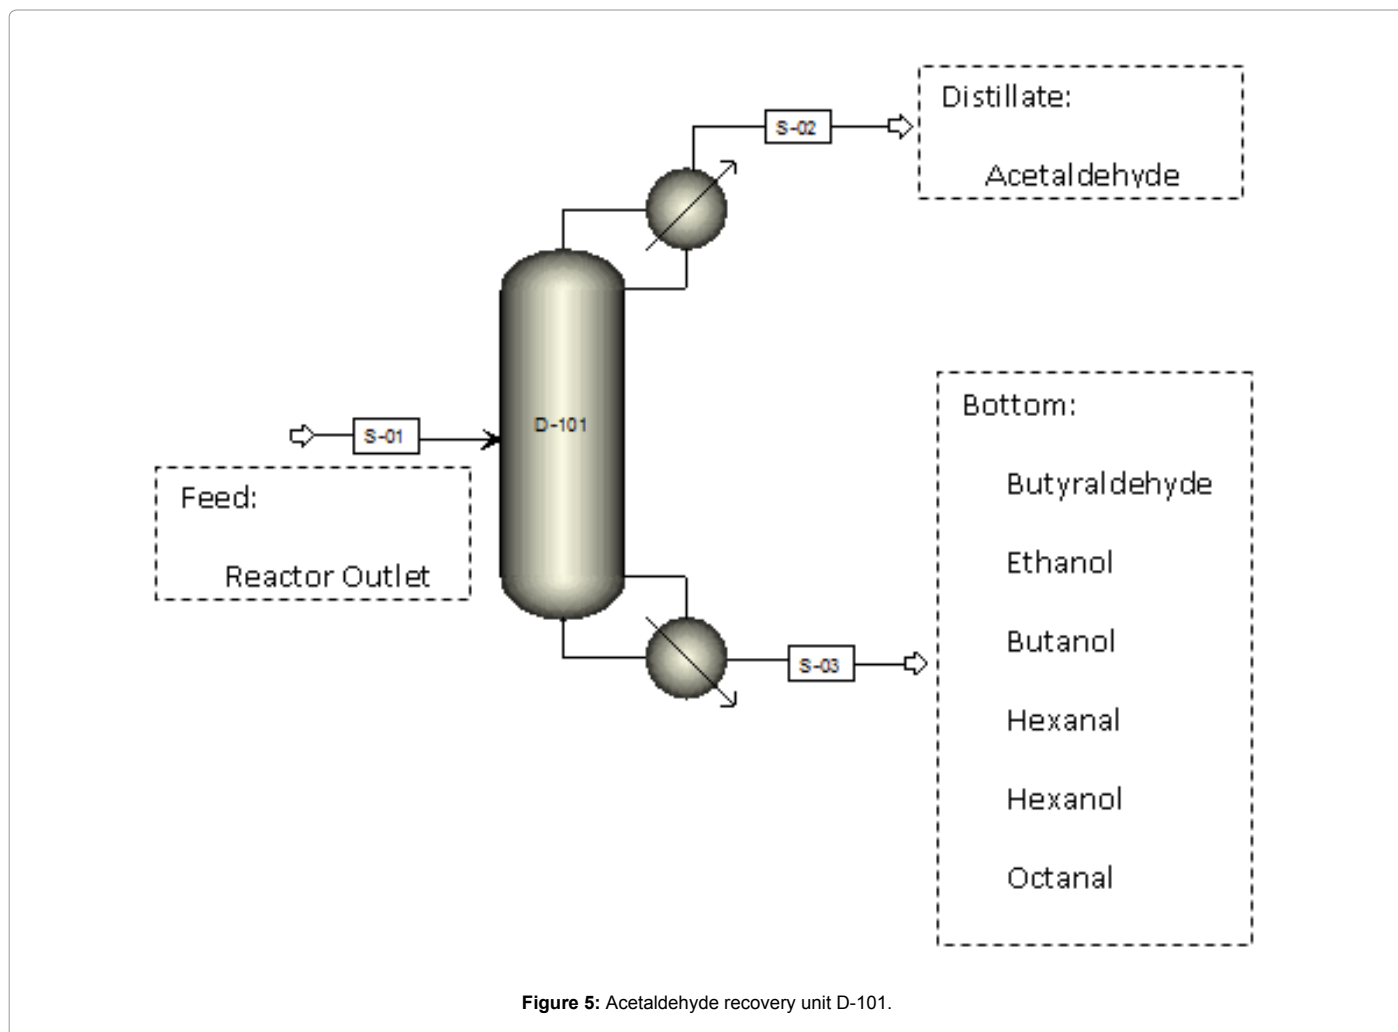 S-02
Distillate:
Acetaldehyde
D-101
S-01
Feed:
Reactor Outlet
S-03
Bottom:
Butyraldehyde
Ethanol
Butanol
Hexanal
Hexanol
Octanal
Figure 5: Acetaldehyde recovery unit D-101.